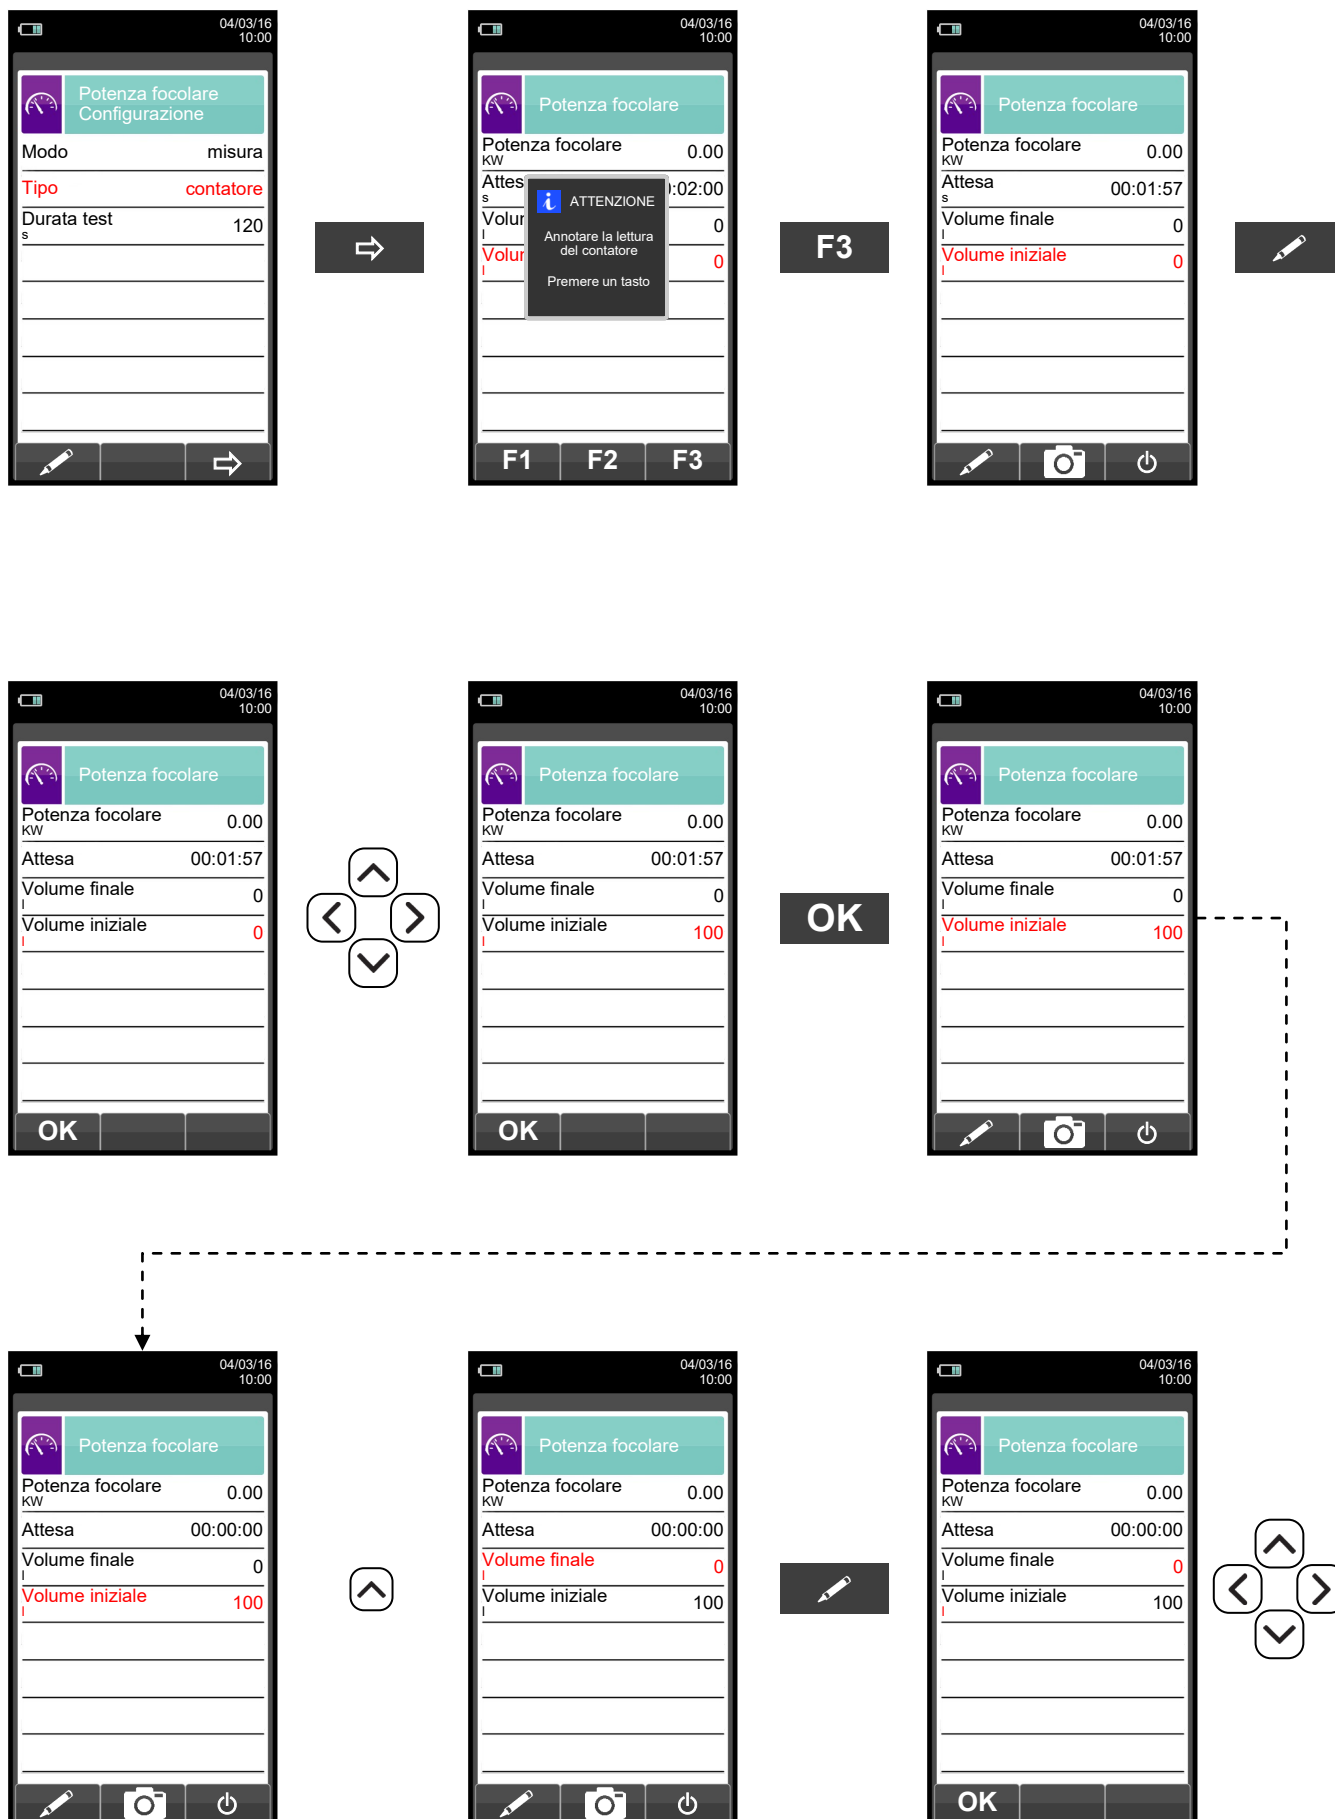 04/03/16
10:00
Potenza focolare
Configurazione
Modo misura
Tipo contatore
Durata test 120
s
04/03/16
10:00
Potenza focolare
Potenza focolare 0.00
KW
:02:00
s
0
l
0
l
ATTENZIONE
Annotare la lettura
del contatore
Premere un tasto
F1 F2 F3
F3
04/03/16
10:00
Potenza focolare
Potenza focolare 0.00
KW
Attesa 00:01:57
s
Volume finale 0
l
Volume iniziale 0
l
04/03/16
10:00
Potenza focolare
Potenza focolare 0.00
KW
Attesa 00:01:57
Volume finale 0
l
Volume iniziale 0
l
OK
04/03/16
10:00
Potenza focolare
Potenza focolare 0.00
KW
Attesa 00:01:57
Volume finale 0
l
Volume iniziale 100
l
OK
OK
04/03/16
10:00
Potenza focolare
Potenza focolare 0.00
KW
Attesa 00:01:57
Volume finale 0
l
Volume iniziale 100
l
04/03/16
10:00
Potenza focolare
Potenza focolare 0.00
KW
Attesa 00:00:00
Volume finale 0
l
Volume iniziale 100
l
04/03/16
10:00
Potenza focolare
Potenza focolare 0.00
KW
Attesa 00:00:00
Volume finale 0
l
Volume iniziale 100
l
04/03/16
10:00
Potenza focolare
Potenza focolare 0.00
KW
Attesa 00:00:00
Volume finale 0
l
Volume iniziale 100
l
OK